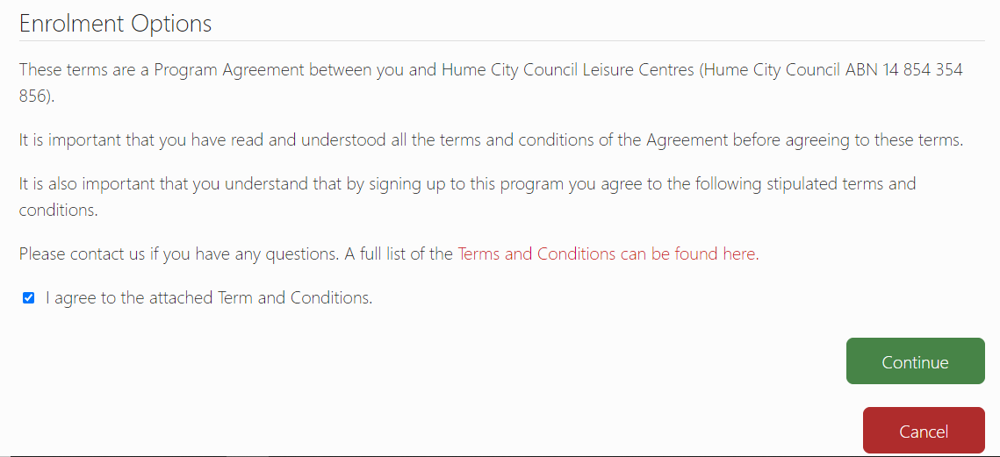 Enrolment Options
These terms are a Program Agreement between you and Hume City Council Leisure Centres (Hume City Council ABN 14 854 354
856).
It is important that you have read and understood all the terms and conditions of the Agreement before agreeing to these terms.
It is also important that you understand that by signing up to this program you agree to the following stipulated terms and
conditions.
Please contact us if you have any questions. A full list of the Terms and Conditions can be found here.
I agree to the attached Term and Conditions.
Continue
Cancel